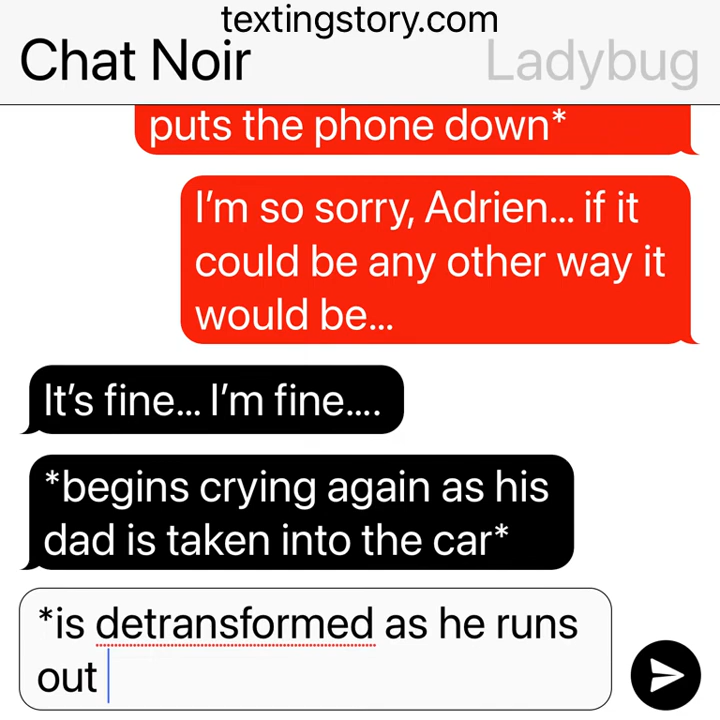 textingstory.com
Chat Noir
Ladybug
puts the phone down*
I'm so sorry, Adrien... if it
could be any other way it
would be...
It's fine... I'm fine....
*begins crying again as his
dad is taken into the car*
*is detransformed as he runs
out